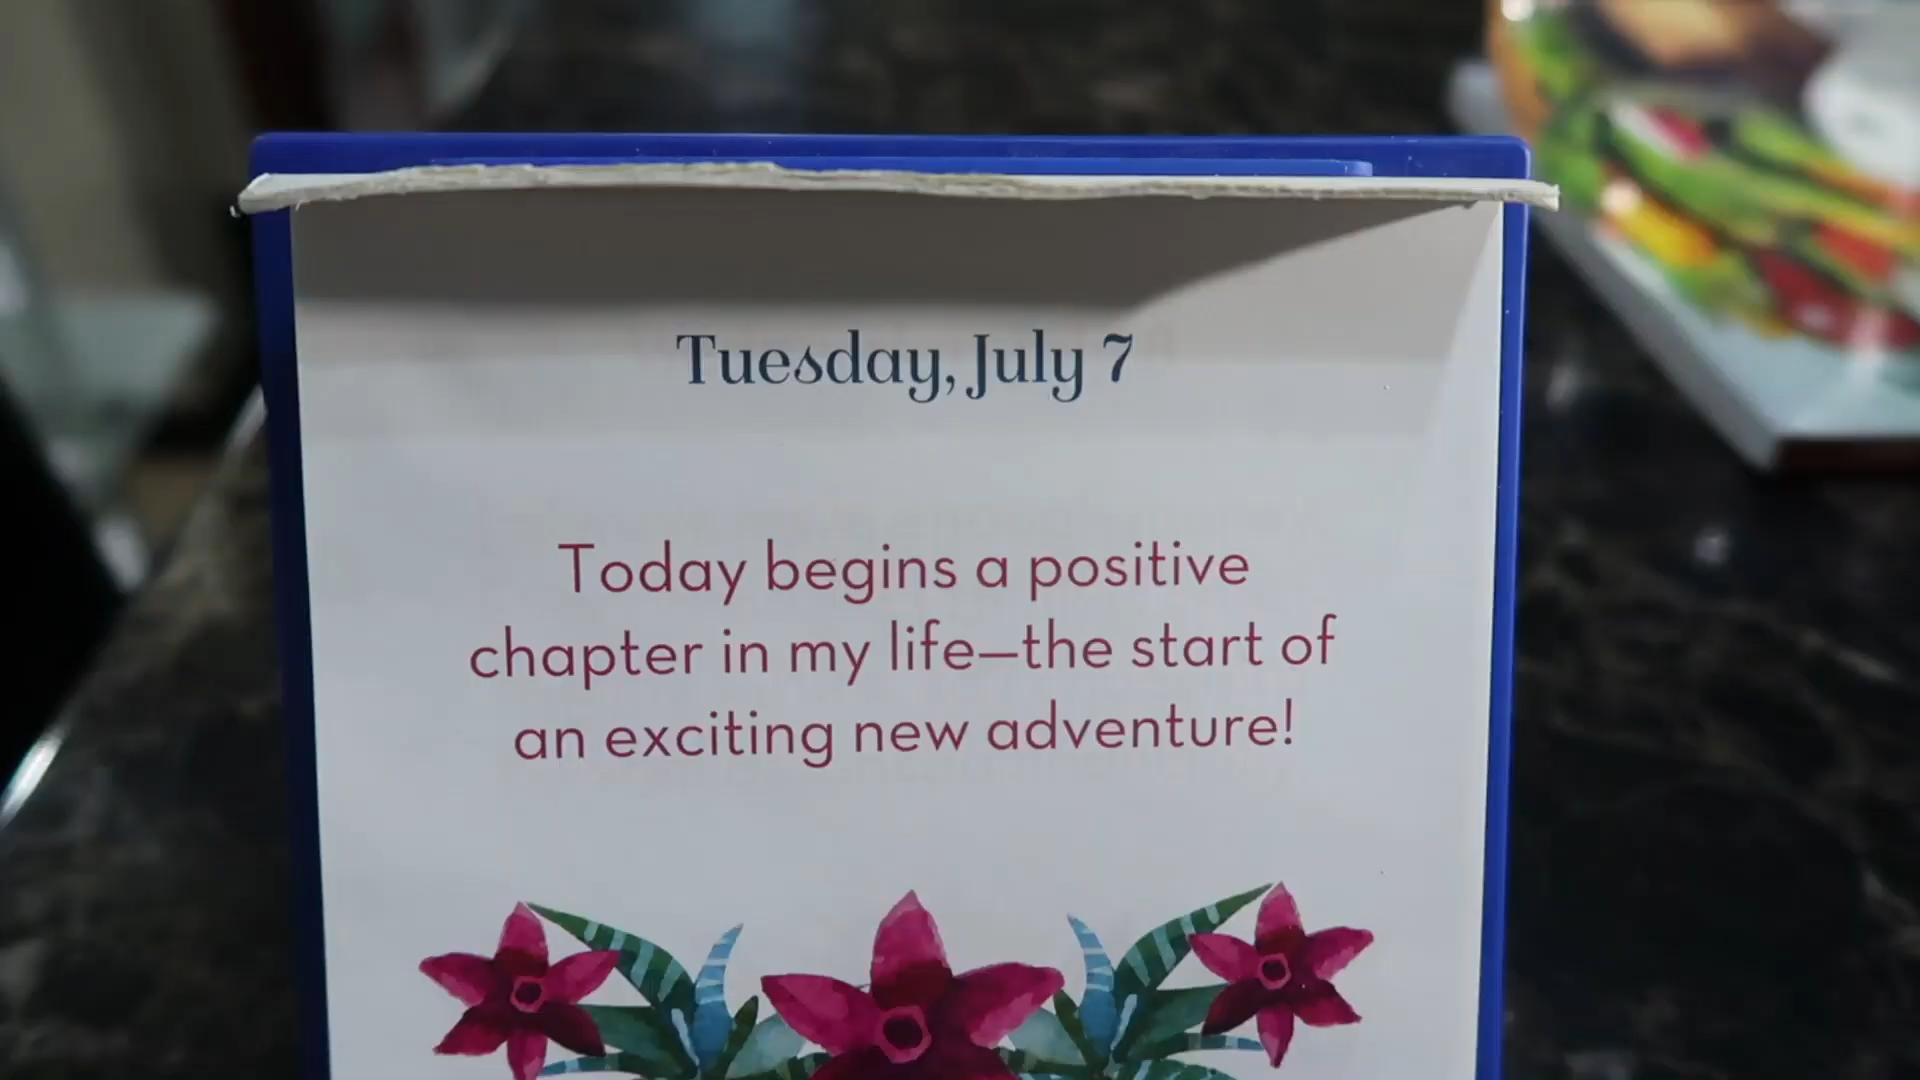 Tuesday, July 7
Today begins a positive
chapter in my life—the start of
an exciting new adventure!